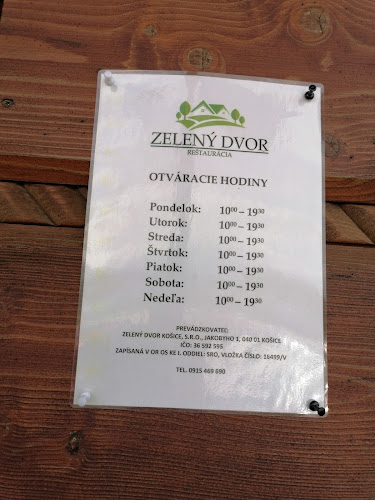 ZELENÝ DVOR
REŠTAURÁCIA
OTVÁRACIE HODINY
Pondelok: 10⁰⁰ – 19³⁰
Utorok: 10⁰⁰ – 19³⁰
Streda: 10⁰⁰ – 19³⁰
Štvrtok: 10⁰⁰ – 19³⁰
Piatok: 10⁰⁰ – 19³⁰
Sobota: 10⁰⁰ – 19³⁰
Nedeľa: 10⁰⁰ – 19³⁰
PREVÁDZKOVATEĽ:
ZELENÝ DVOR KOŠICE, S.R.O., JAKOBYHO 1, 040 01 KOŠICE
IČO: 36 592 595
ZAPÍSANÁ V OR OS KE I. ODDIEL: SRO, VLOŽKA ČÍSLO: 16499/V
TEL. 0915 469 690